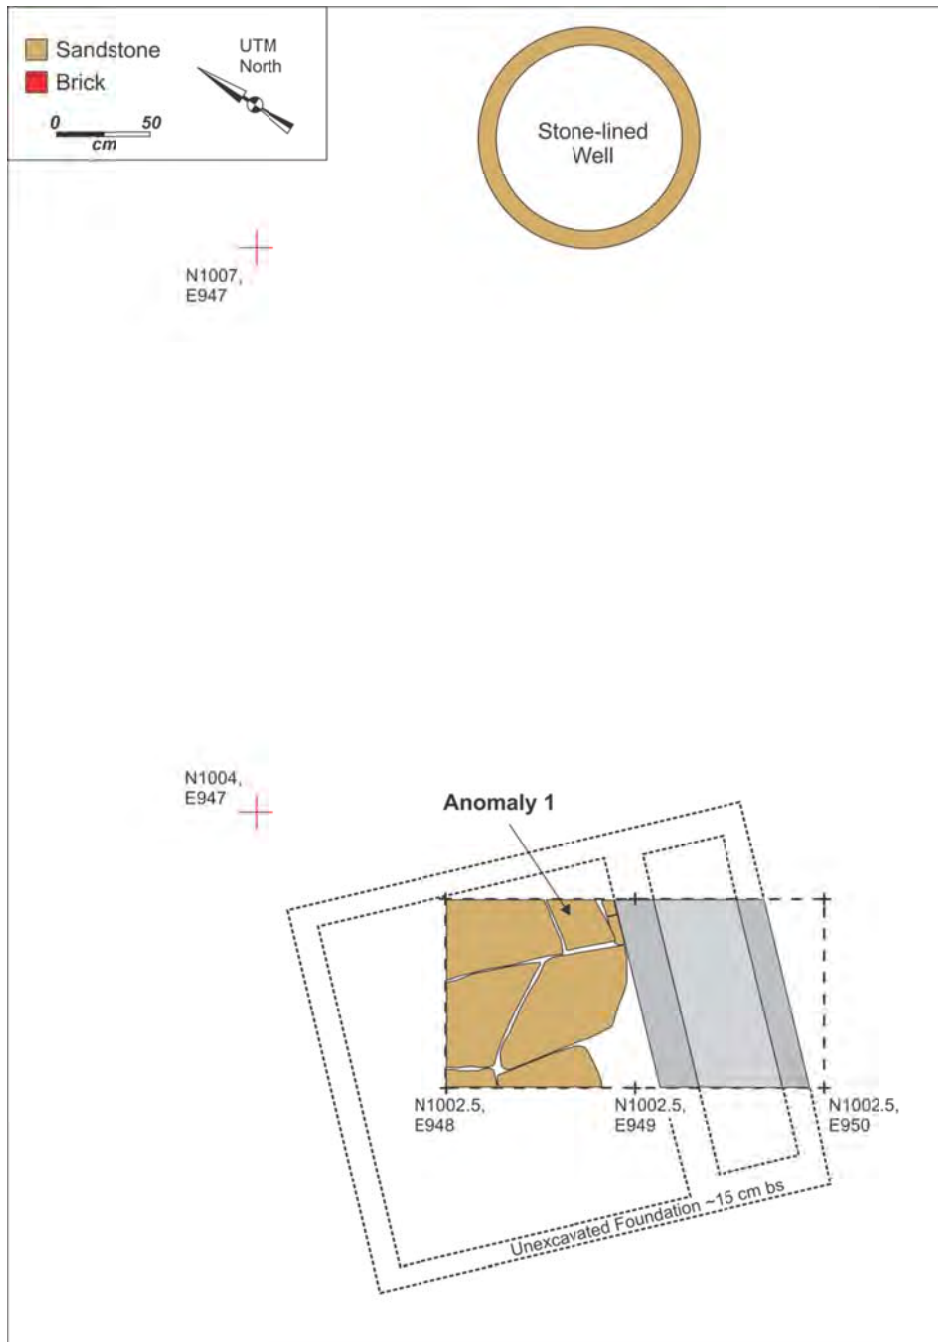 Sandstone
Brick
0 50
cm
UTM
North
Stone-lined
Well
N1007,
E947
N1004,
E947
Anomaly 1
N1002.5,
E948
N1002.5,
E949
N1002.5,
E950
Unexcavated Foundation ~15 cm bs